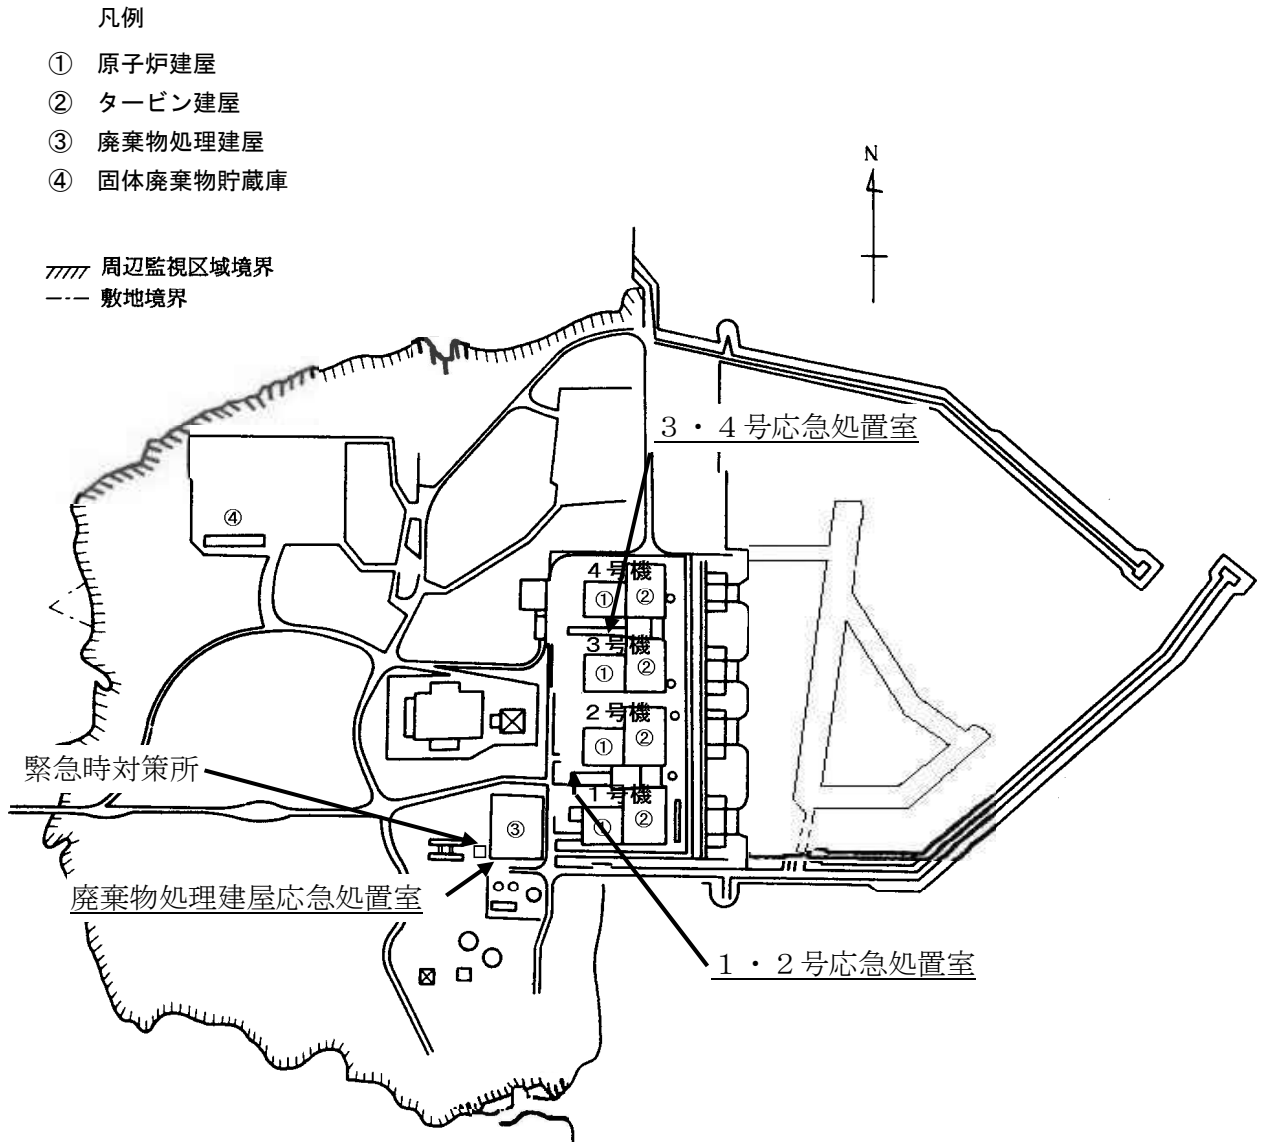 凡例
① 原子炉建屋
② タービン建屋
③ 廃棄物処理建屋
④ 固体廃棄物貯蔵庫
周辺監視区域境界
敷地境界
N
3・4号応急処置室
④
4号機
① ②
3号機
① ②
2号機
① ②
緊急時対策所
1号機
③
① ②
廃棄物処理建屋応急処置室
1・2号応急処置室